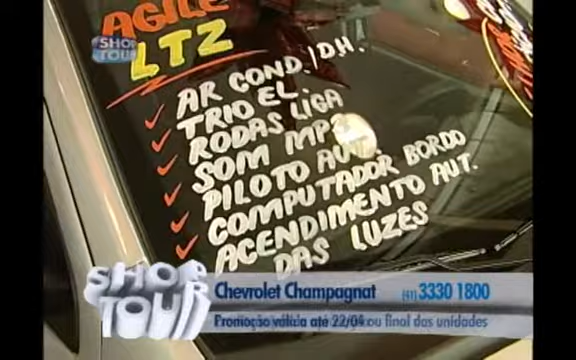 AGILE
LTZ
SHOP
TOUR
AR COND. / D.H.
TRIO EL.
RODAS LIGA
SOM MP3
PILOTO AUT.
COMPUTADOR BORDO
ACENDIMENTO AUT.
DAS LUZES
SHOP
TOUR
Chevrolet Champagnat (41) 3330 1800
Promoção válida até 22/04 ou final das unidades